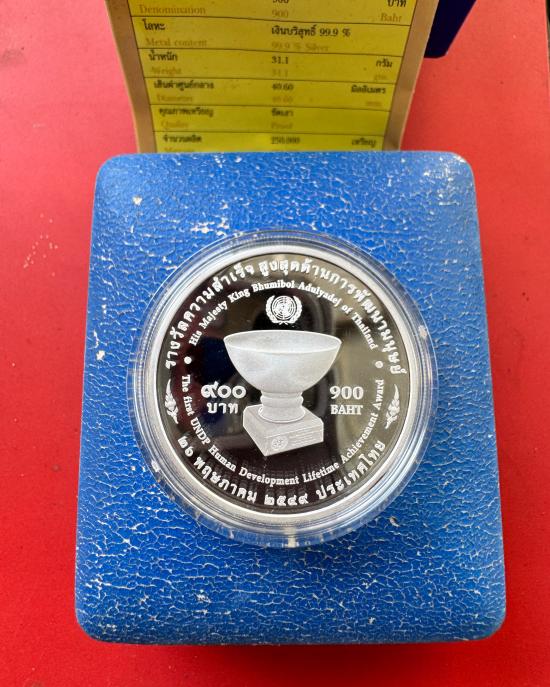 900 บาท
Denomination 900 Baht
โลหะ เงินบริสุทธิ์ 99.9 %
Metal content 99.9 % Silver
น้ำหนัก 31.1 กรัม
Weight 31.1 gm.
เส้นผ่าศูนย์กลาง 40.60 มิลลิเมตร
Diameter 40.60 mm.
คุณภาพเหรียญ ขัดเงา
Quality Proof
จำนวนผลิต 250,000 เหรียญ
รางวัลความสำเร็จ สูงสุดด้านการพัฒนามนุษย์
His Majesty King Bhumibol Adulyadej of Thailand
๙๐๐ บาท
900 BAHT
The first UNDP Human Development Lifetime Achievement Award
๒๖ พฤษภาคม ๒๕๔๙ ประเทศไทย